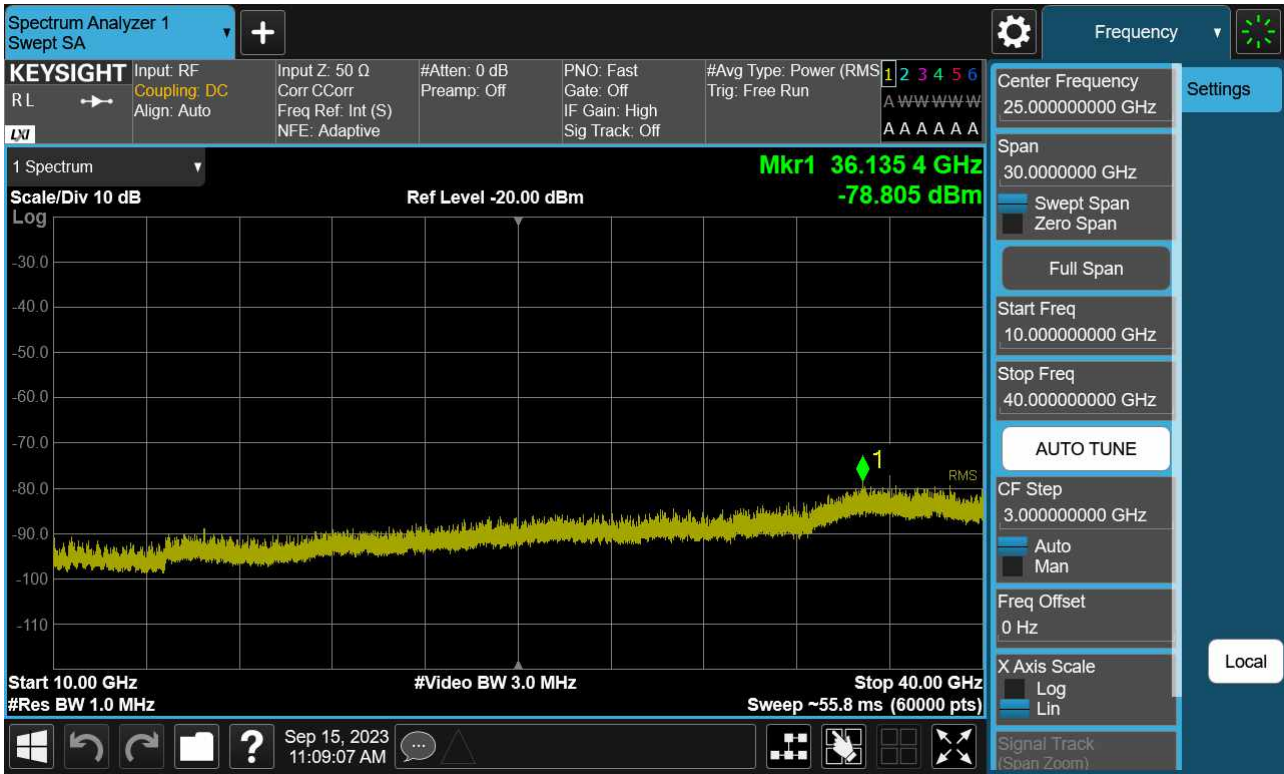 Spectrum Analyzer 1
Swept SA
Frequency
KEYSIGHT
R L
LXI
Input: RF
Coupling: DC
Align: Auto
Input Z: 50 Ω
Corr CCorr
Freq Ref: Int (S)
NFE: Adaptive
#Atten: 0 dB
Preamp: Off
PNO: Fast
Gate: Off
IF Gain: High
Sig Track: Off
#Avg Type: Power (RMS
Trig: Free Run
1 2 3 4 5 6
A W W W W W
A A A A A A
1 Spectrum
Mkr1 36.135 4 GHz
-78.805 dBm
Scale/Div 10 dB
Ref Level -20.00 dBm
Log
-30.0
-40.0
-50.0
-60.0
-70.0
-80.0
-90.0
-100
-110
1
RMS
Start 10.00 GHz
#Video BW 3.0 MHz
Stop 40.00 GHz
#Res BW 1.0 MHz
Sweep ~55.8 ms (60000 pts)
Center Frequency
25.000000000 GHz
Span
30.0000000 GHz
Swept Span
Zero Span
Full Span
Start Freq
10.000000000 GHz
Stop Freq
40.000000000 GHz
AUTO TUNE
CF Step
3.000000000 GHz
Auto
Man
Freq Offset
0 Hz
X Axis Scale
Log
Lin
Signal Track
(Span Zoom)
Settings
Local
?
Sep 15, 2023
11:09:07 AM